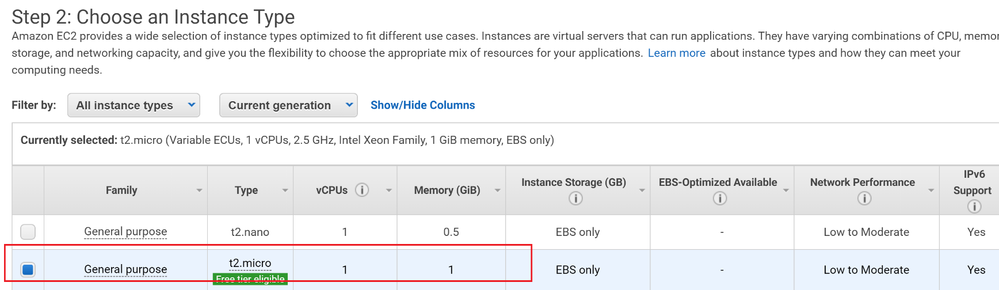 Step 2: Choose an Instance Type
Amazon EC2 provides a wide selection of instance types optimized to fit different use cases. Instances are virtual servers that can run applications. They have varying combinations of CPU, memor
storage, and networking capacity, and give you the flexibility to choose the appropriate mix of resources for your applications. Learn more about instance types and how they can meet your
computing needs.
Filter by: All instance types Current generation Show/Hide Columns
Currently selected: t2.micro (Variable ECUs, 1 vCPUs, 2.5 GHz, Intel Xeon Family, 1 GiB memory, EBS only)
Family Type vCPUs Memory (GiB) Instance Storage (GB) EBS-Optimized Available Network Performance IPv6 Support
General purpose t2.nano 1 0.5 EBS only - Low to Moderate Yes
General purpose t2.micro 1 1 EBS only - Low to Moderate Yes
Free tier eligible